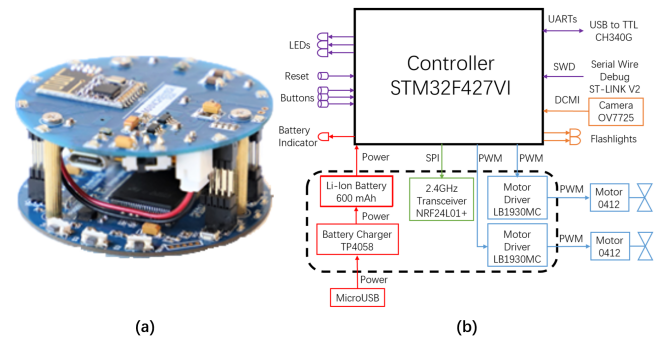 Controller
STM32F427VI
LEDs
Reset
Buttons
Battery
Indicator
UARTs
USB to TTL
CH340G
SWD
Serial Wire
Debug
ST-LINK V2
DCMI
Camera
OV7725
Flashlights
Power
SPI
PWM
PWM
Li-Ion Battery
600 mAh
Power
Battery Charger
TP4058
Power
MicroUSB
2.4GHz
Transceiver
NRF24L01+
Motor
Driver
LB1930MC
PWM
Motor
0412
Motor
Driver
LB1930MC
PWM
Motor
0412
(a)
(b)